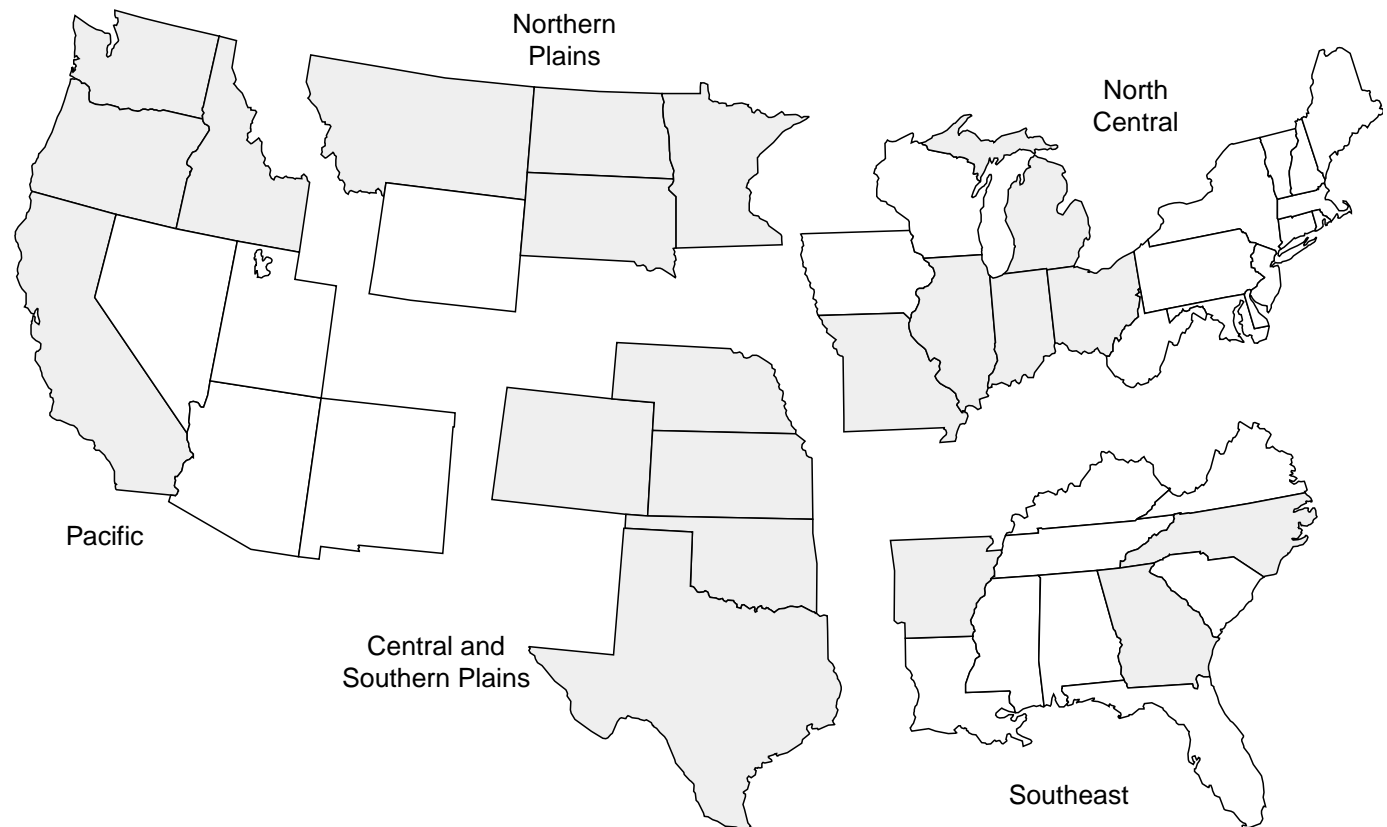 Northern
Plains
North
Central
Pacific
Central and
Southern Plains
Southeast